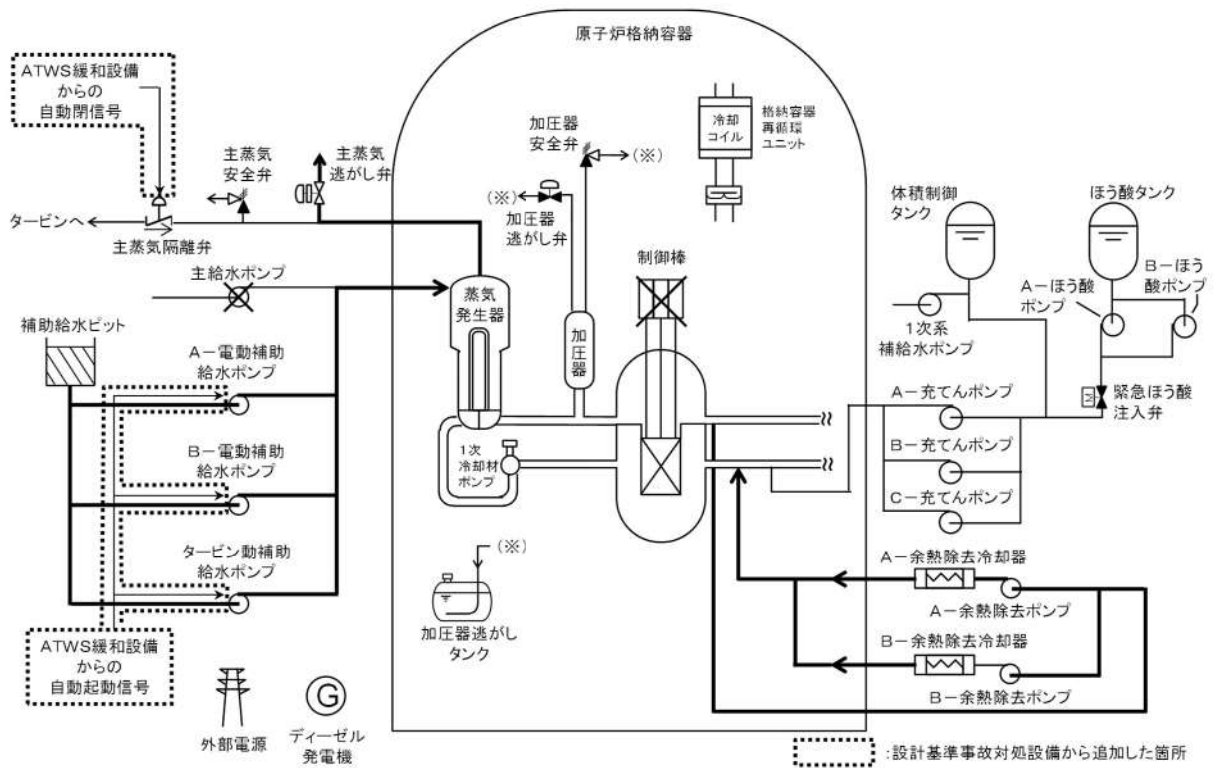 原子炉格納容器
ATWS緩和設備
からの
自動閉信号
主蒸気
安全弁
主蒸気
逃がし弁
タービンへ
主蒸気隔離弁
主給水ポンプ
補助給水ピット
A－電動補助
給水ポンプ
B－電動補助
給水ポンプ
タービン動補助
給水ポンプ
ATWS緩和設備
からの
自動起動信号
外部電源
G
ディーゼル
発電機
加圧器
安全弁
(※)
(※)
加圧器
逃がし弁
冷却
コイル
格納容器
再循環
ユニット
制御棒
蒸気
発生器
加圧器
1次
冷却材
ポンプ
(※)
加圧器逃がし
タンク
体積制御
タンク
ほう酸タンク
1次系
補給水ポンプ
A－ほう酸
ポンプ
B－ほう
酸ポンプ
M
緊急ほう酸
注入弁
A－充てんポンプ
B－充てんポンプ
C－充てんポンプ
A－余熱除去冷却器
A－余熱除去ポンプ
B－余熱除去冷却器
B－余熱除去ポンプ
:設計基準事故対処設備から追加した箇所